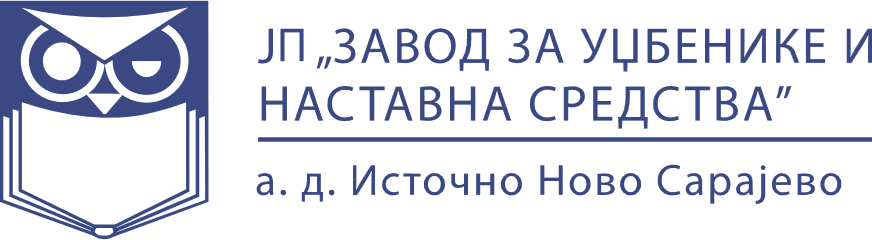 ЈП „ЗАВОД ЗА УЏБЕНИКЕ И
НАСТАВНА СРЕДСТВА”
а. д. Источно Ново Сарајево